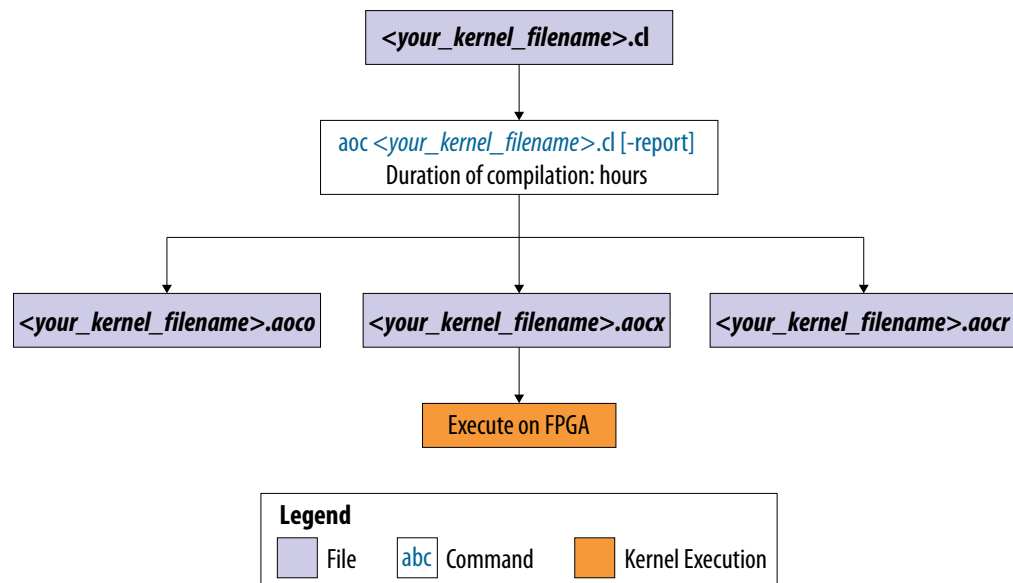 <your_kernel_filename>.cl
aoc <your_kernel_filename>.cl [-report]
Duration of compilation: hours
<your_kernel_filename>.aoco
<your_kernel_filename>.aocx
<your_kernel_filename>.aocr
Execute on FPGA
Legend
File
abc Command
Kernel Execution